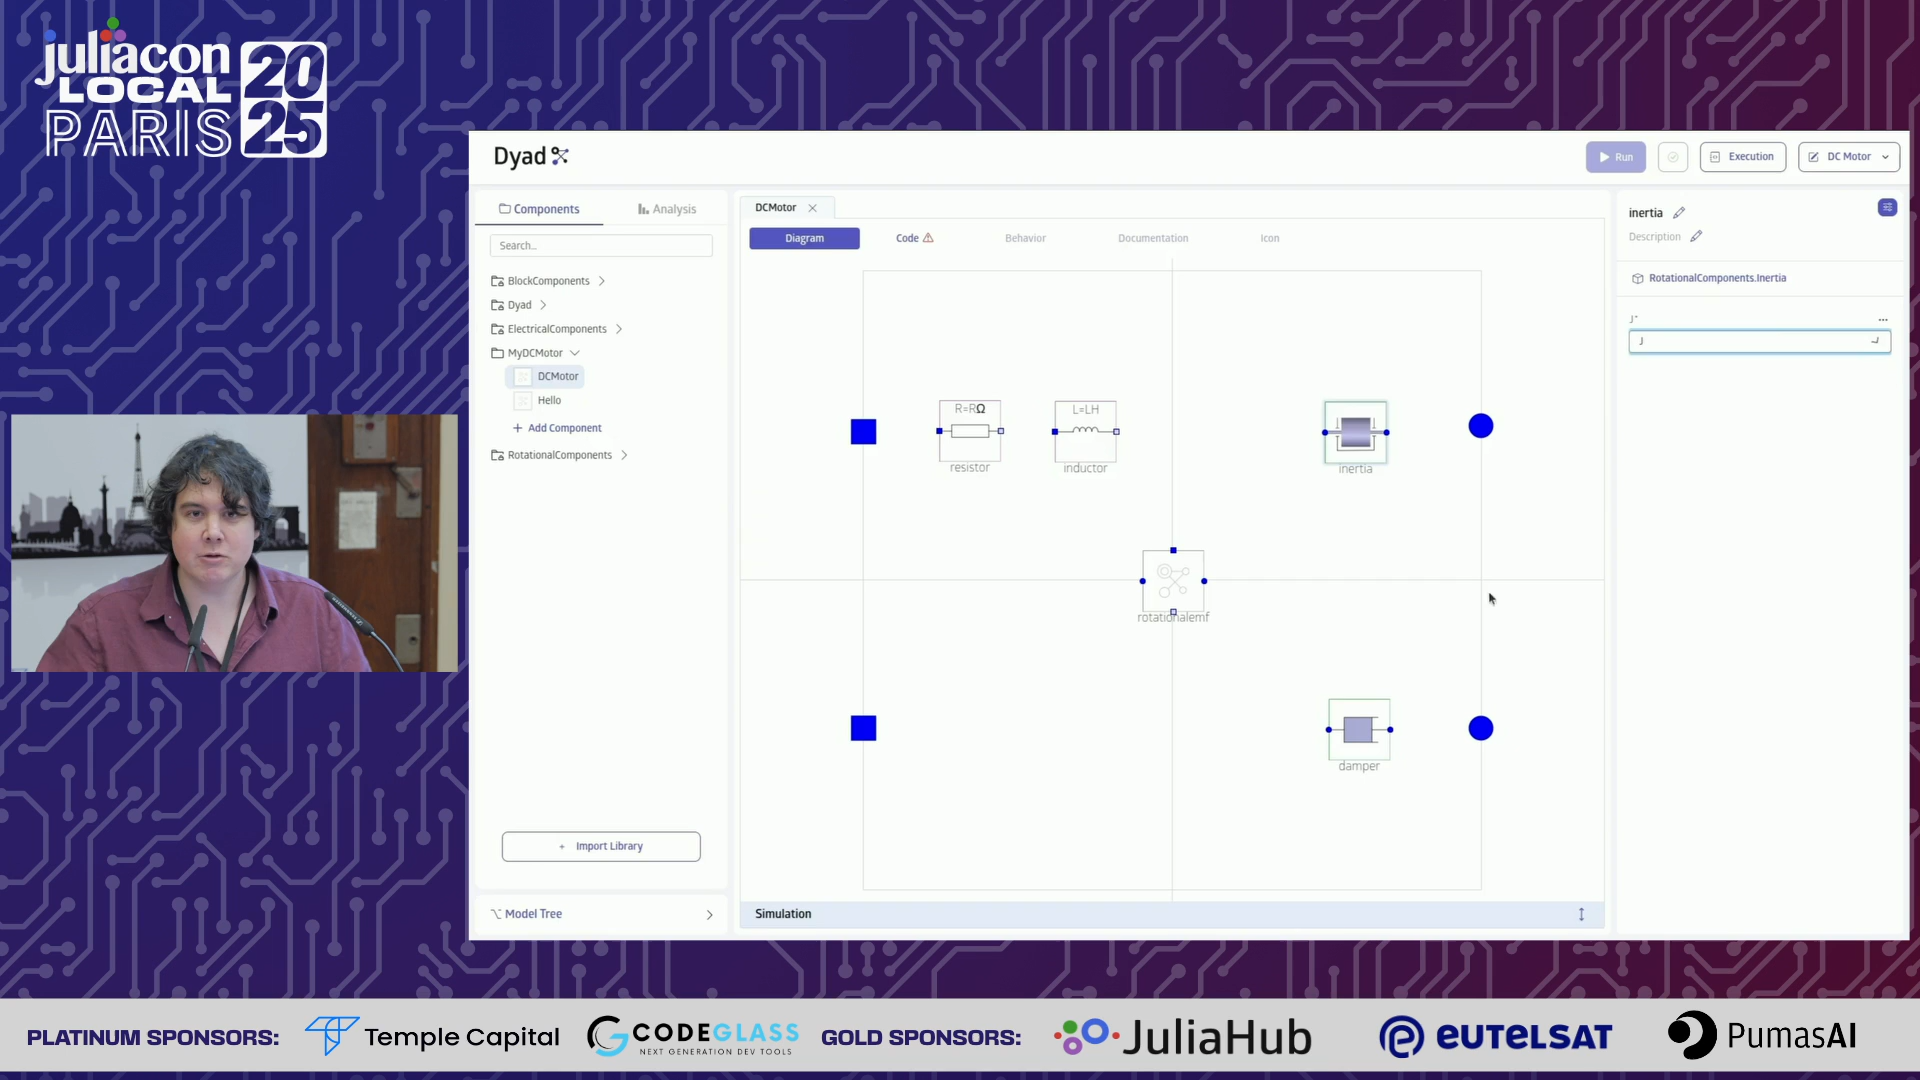 juliacon
LOCAL
PARIS
20
25
Dyad
Run
Execution
DC Motor
Components
Analysis
Search...
BlockComponents
Dyad
ElectricalComponents
MyDCMotor
DCMotor
Hello
+ Add Component
RotationalComponents
+ Import Library
Model Tree
DCMotor
Diagram
Code
Behavior
Documentation
Icon
R=RΩ
resistor
L=LH
inductor
inertia
rotationalemf
damper
Simulation
inertia
Description
RotationalComponents.Inertia
J*
J
PLATINUM SPONSORS:
Temple Capital
CODEGLASS
NEXT GENERATION DEV TOOLS
GOLD SPONSORS:
JuliaHub
eUTELSAT
PumasAI